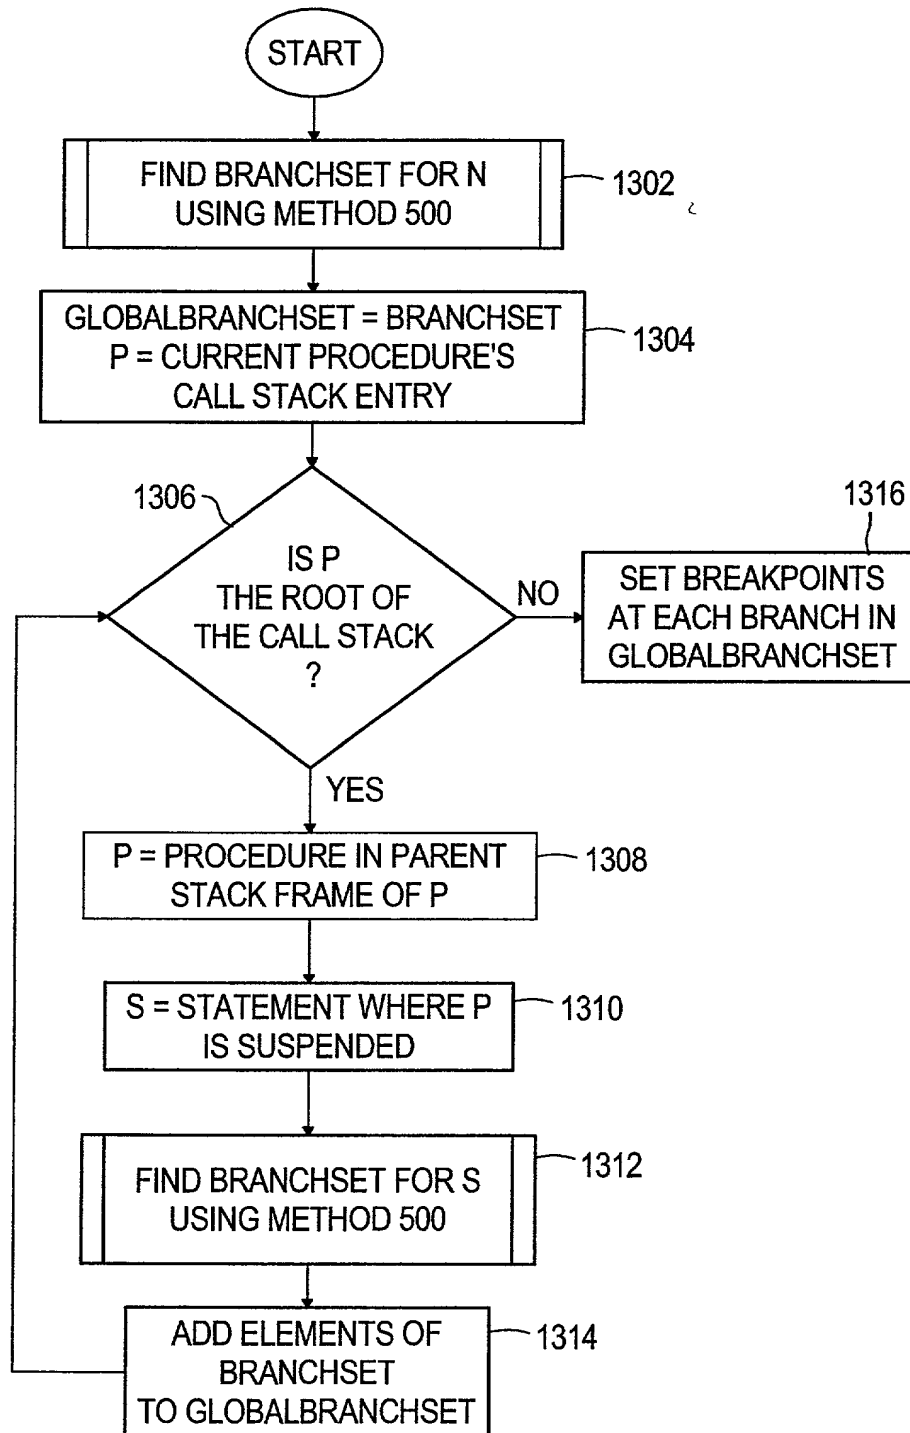 START
FIND BRANCHSET FOR N
USING METHOD 500
1302
GLOBALBRANCHSET = BRANCHSET
P = CURRENT PROCEDURE'S
CALL STACK ENTRY
1304
1306
IS P
THE ROOT OF
THE CALL STACK
?
NO
1316
SET BREAKPOINTS
AT EACH BRANCH IN
GLOBALBRANCHSET
YES
P = PROCEDURE IN PARENT
STACK FRAME OF P
1308
S = STATEMENT WHERE P
IS SUSPENDED
1310
FIND BRANCHSET FOR S
USING METHOD 500
1312
ADD ELEMENTS OF
BRANCHSET
TO GLOBALBRANCHSET
1314